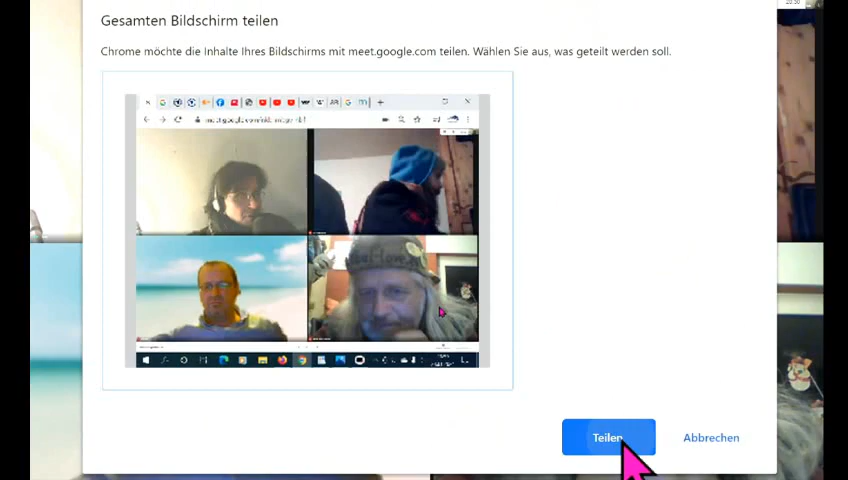 Gesamten Bildschirm teilen
Chrome möchte die Inhalte Ihres Bildschirms mit meet.google.com teilen. Wählen Sie aus, was geteilt werden soll.
Teilen
Abbrechen